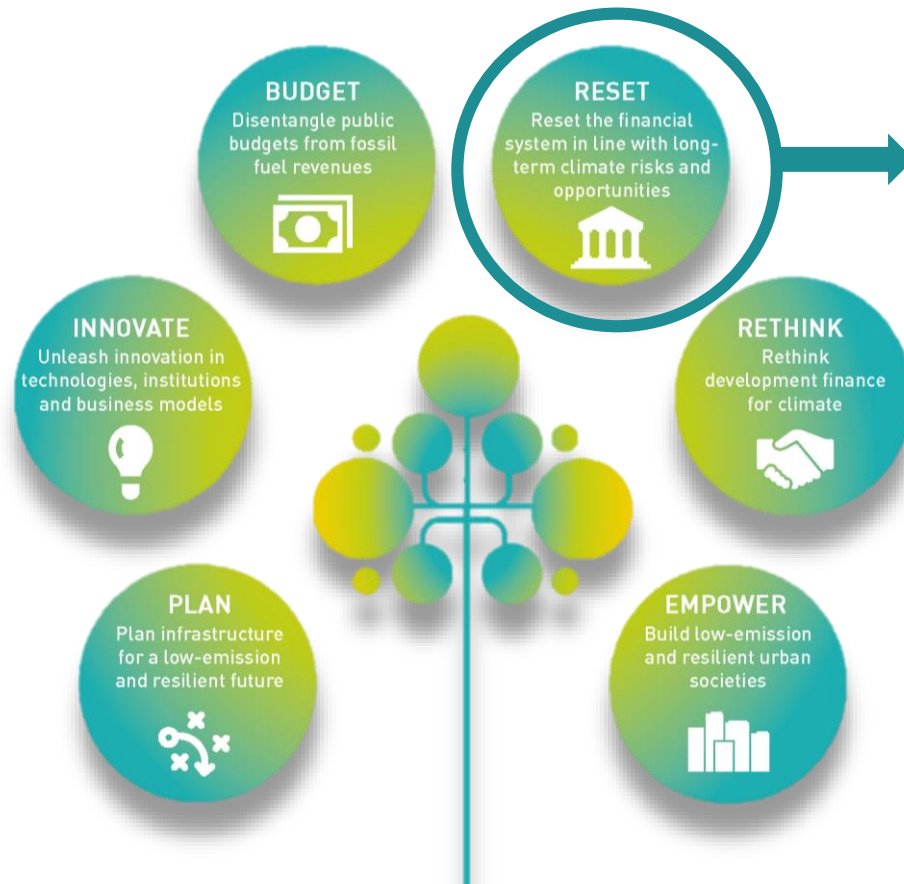 BUDGET
Disentangle public
budgets from fossil
fuel revenues
RESET
Reset the financial
system in line with long-
term climate risks and
opportunities
INNOVATE
Unleash innovation in
technologies, institutions
and business models
RETHINK
Rethink
development finance
for climate
PLAN
Plan infrastructure
for a low-emission
and resilient future
EMPOWER
Build low-emission
and resilient urban
societies